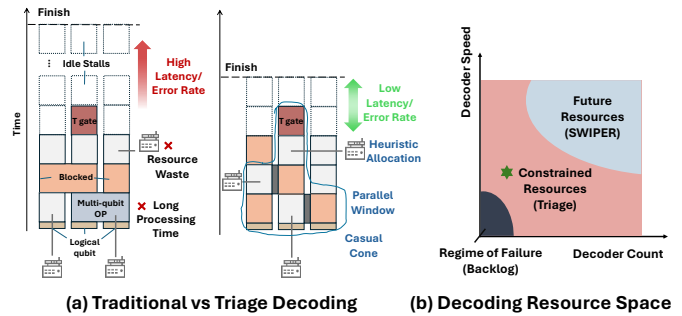 Finish
Idle Stalls
⋮
High
Latency/
Error Rate
Time
T gate
Resource
Waste
Blocked
Multi-qubit
OP
Long
Processing
Time
Logical
qubit
Finish
Low
Latency/
Error Rate
T gate
Heuristic
Allocation
Parallel
Window
Casual
Cone
(a) Traditional vs Triage Decoding
Decoder Speed
Future
Resources
(SWIPER)
Constrained
Resources
(Triage)
Regime of Failure
(Backlog)
Decoder Count
(b) Decoding Resource Space